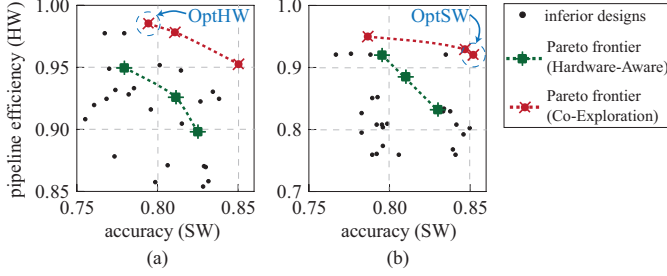 pipeline efficiency (HW)
1
0.95
0.90
0.85
0.75
0.80
0.85
OptHW
accuracy (SW)
(a)
1
0.9
0.8
0.7
0.75
0.80
0.85
OptSW
accuracy (SW)
(b)
inferior designs
Pareto frontier
(Hardware-Aware)
Pareto frontier
(Co-Exploration)